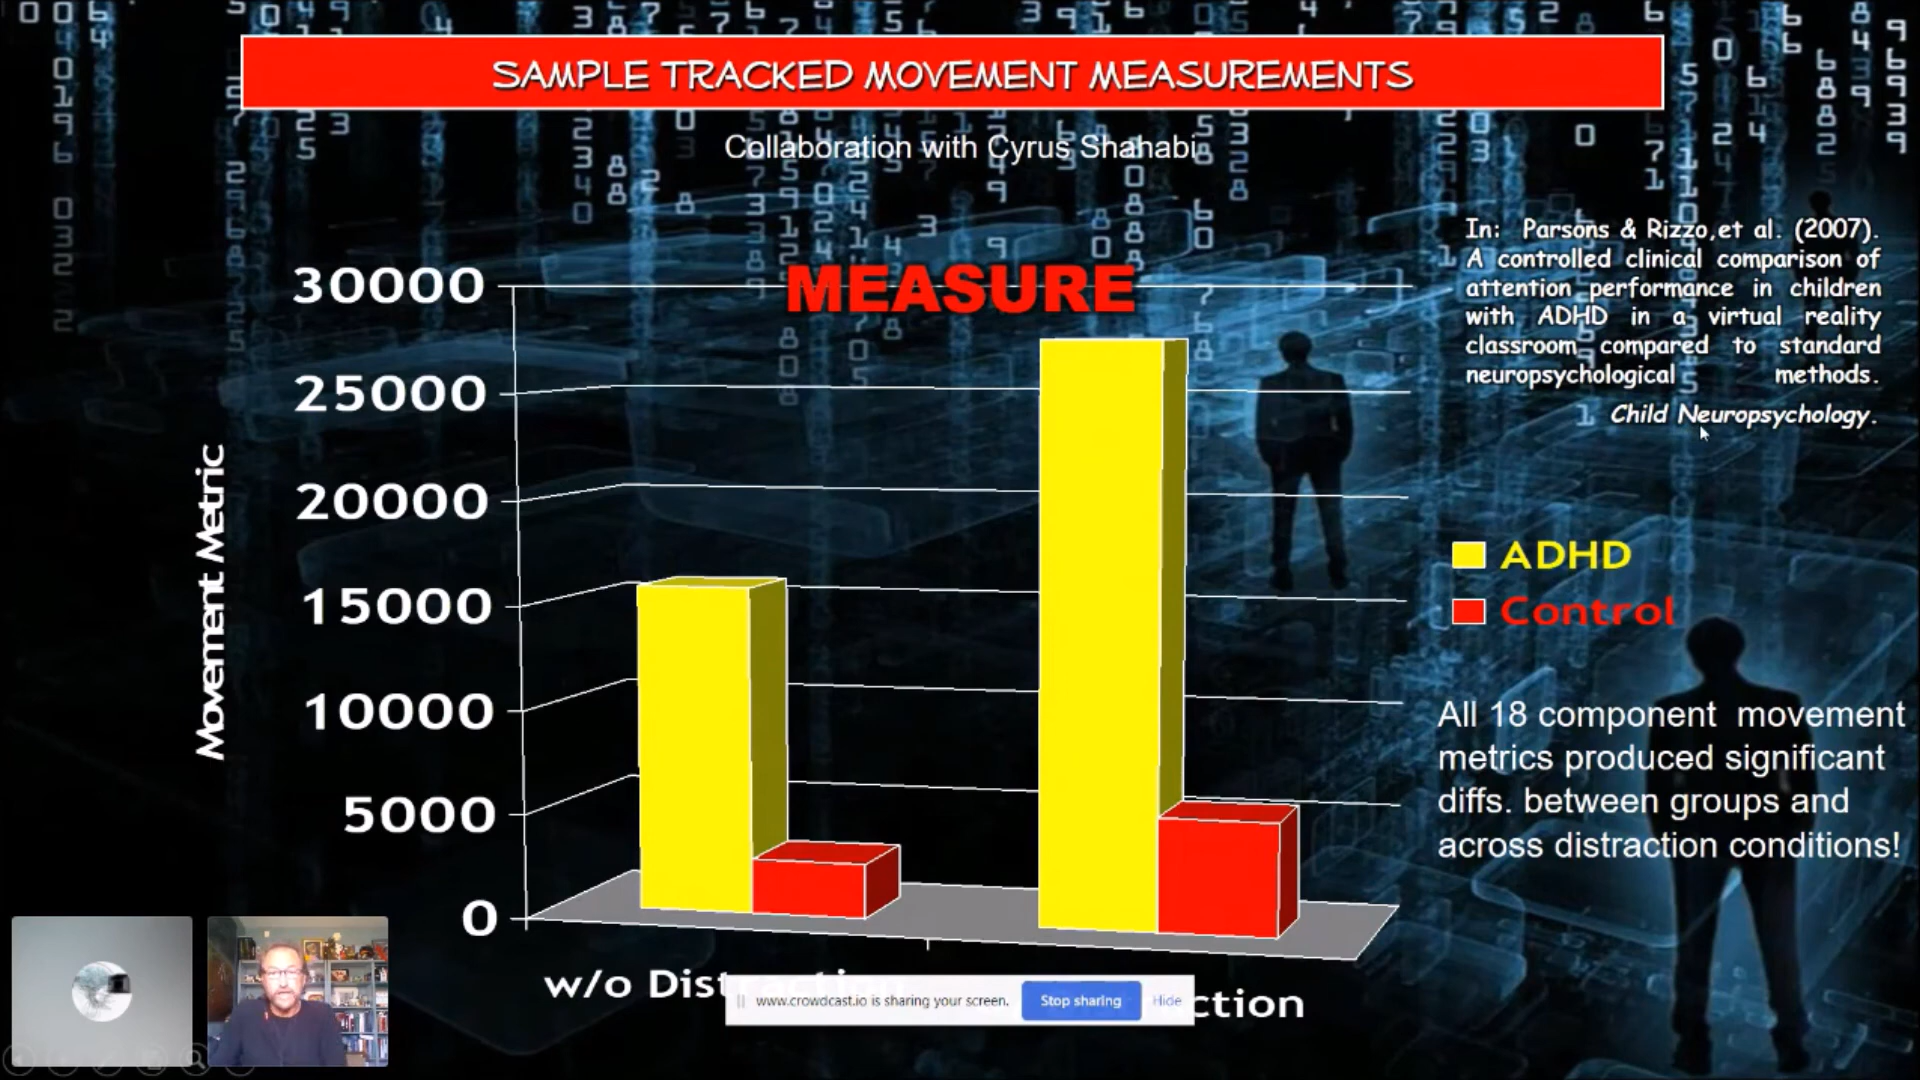 SAMPLE TRACKED MOVEMENT MEASUREMENTS
Collaboration with Cyrus Shahabi
In: Parsons & Rizzo,et al. (2007).
A controlled clinical comparison of
attention performance in children
with ADHD in a virtual reality
classroom compared to standard
neuropsychological methods.
Child Neuropsychology.
MEASURE
30000
25000
20000
15000
10000
5000
0
Movement Metric
ADHD
Control
All 18 component movement
metrics produced significant
diffs. between groups and
across distraction conditions!
w/o Distraction
ction
www.crowdcast.io is sharing your screen.
Stop sharing
Hide